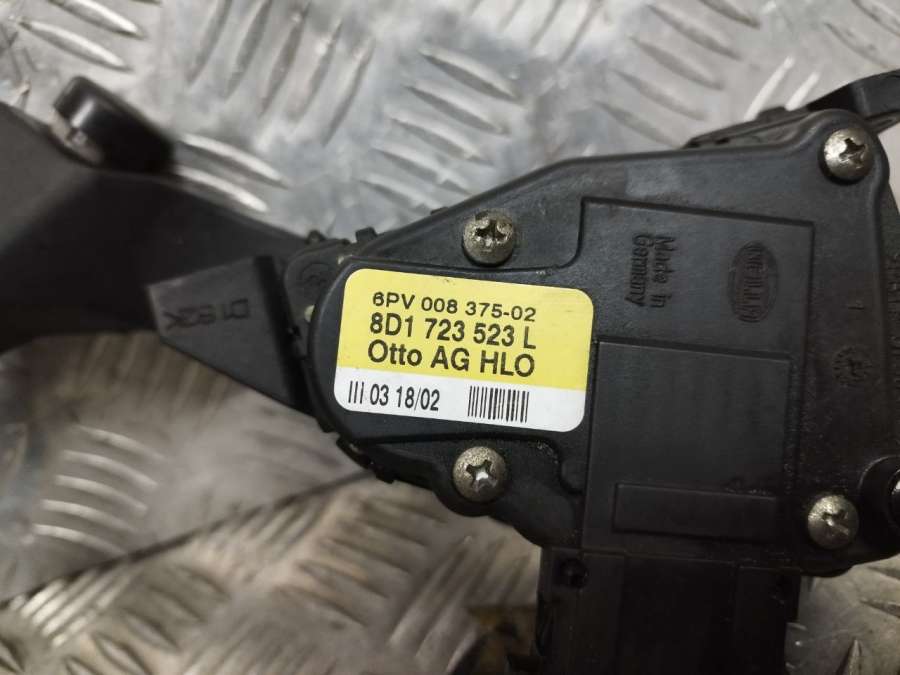 6PV 008 375-02
8D1 723 523 L
Otto AG HLO
III 03 18/02
Made in
Germany
HELLA